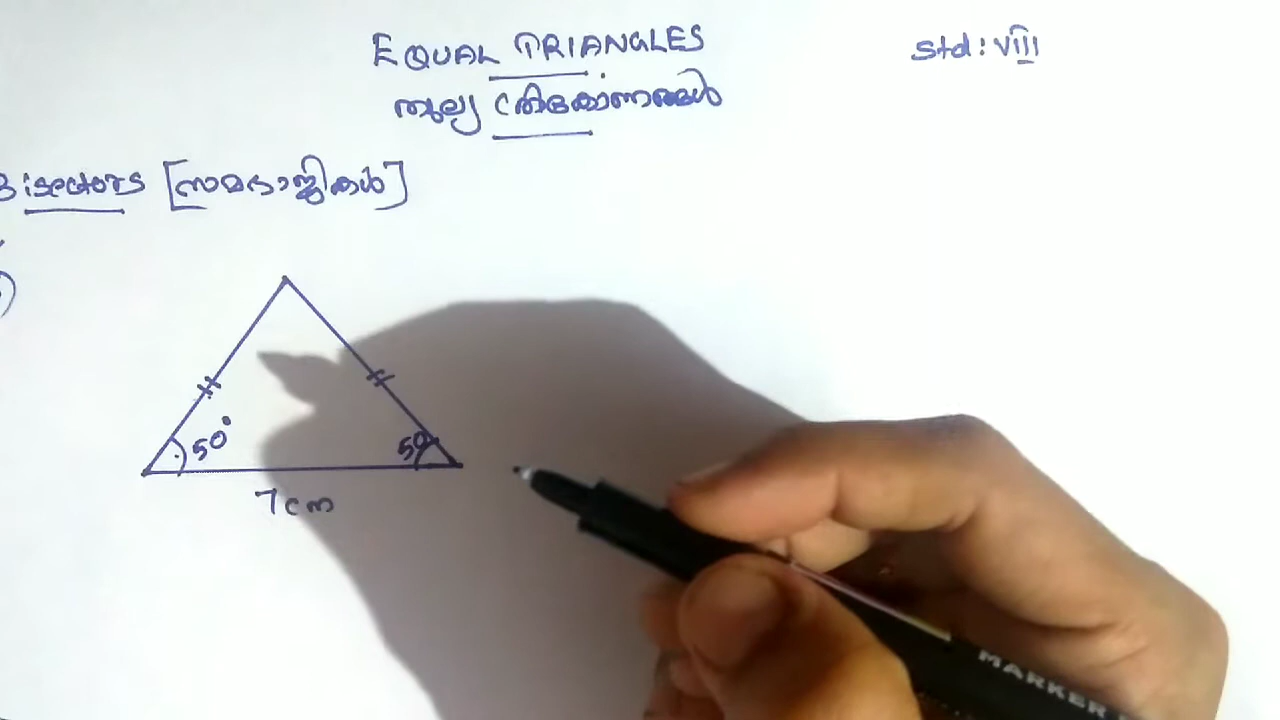 EQUAL TRIANGLES
Std: VIII
തുല്യ ത്രികോണങ്ങൾ
Bisectors [സമഭാജികൾ]
50°
50
7cm
MARKER